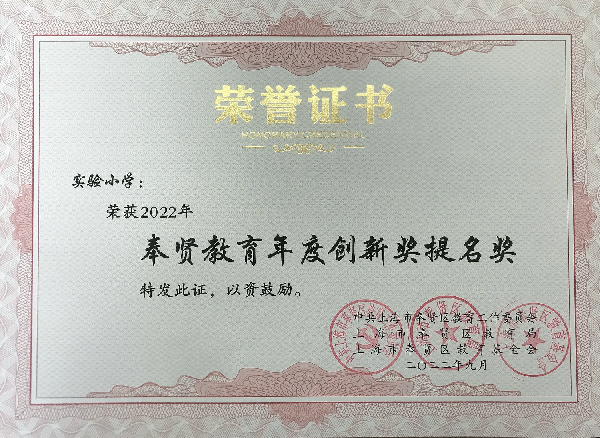 荣誉证书
实验小学：
荣获2022年
奉贤教育年度创新奖提名奖
特发此证，以资鼓励。
中共上海市奉贤区教育工作委员会
上海市奉贤区教育局
上海市奉贤区教育基金会
二〇二二年九月